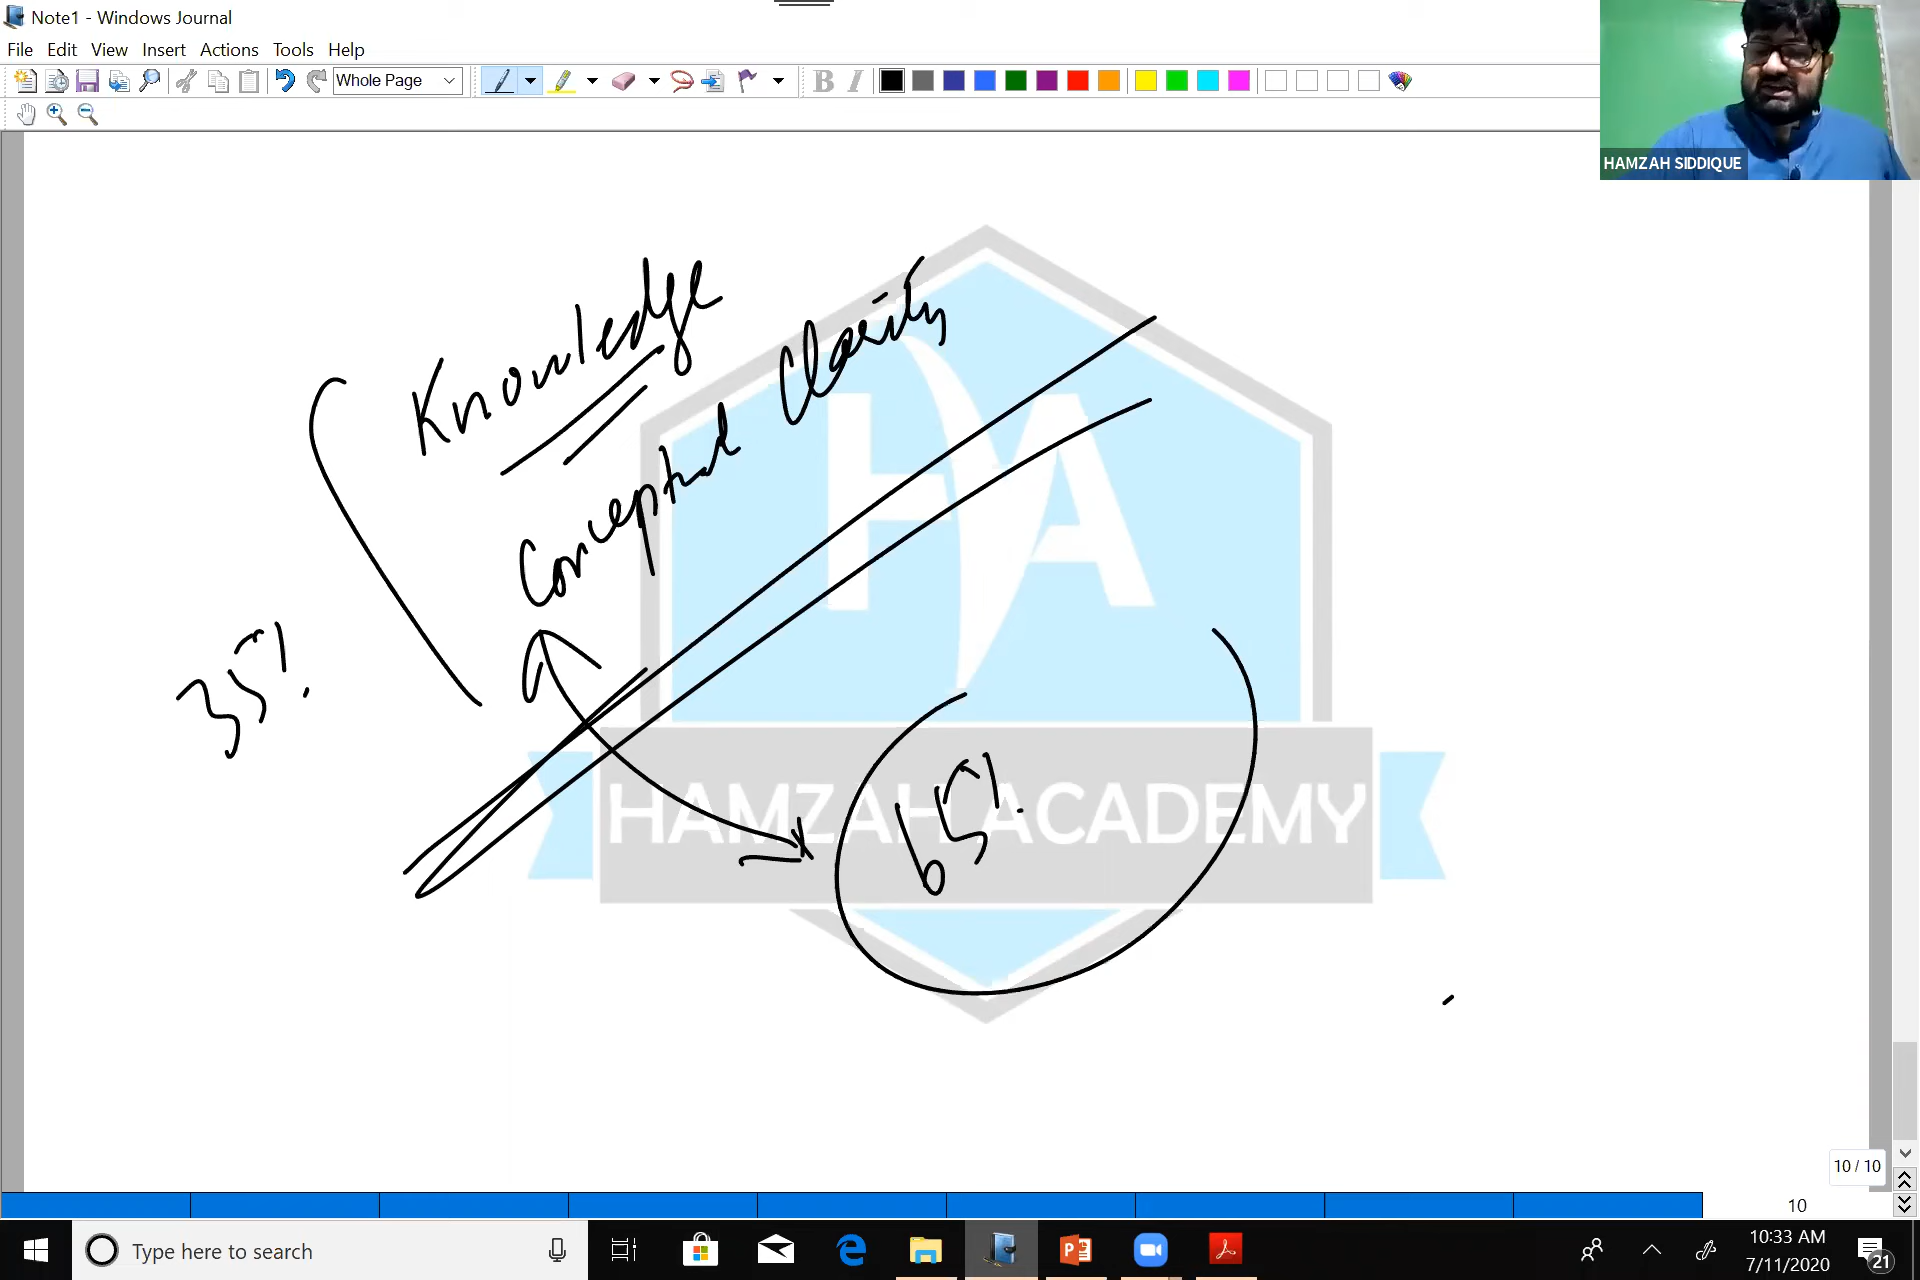 Note1 - Windows Journal
File Edit View Insert Actions Tools Help
Whole Page
B I
HAMZAH SIDDIQUE
Knowledge
Conceptual Clarity
35%
65%
HA
HAMZAH ACADEMY
10 / 10
10
Type here to search
10:33 AM
7/11/2020
21